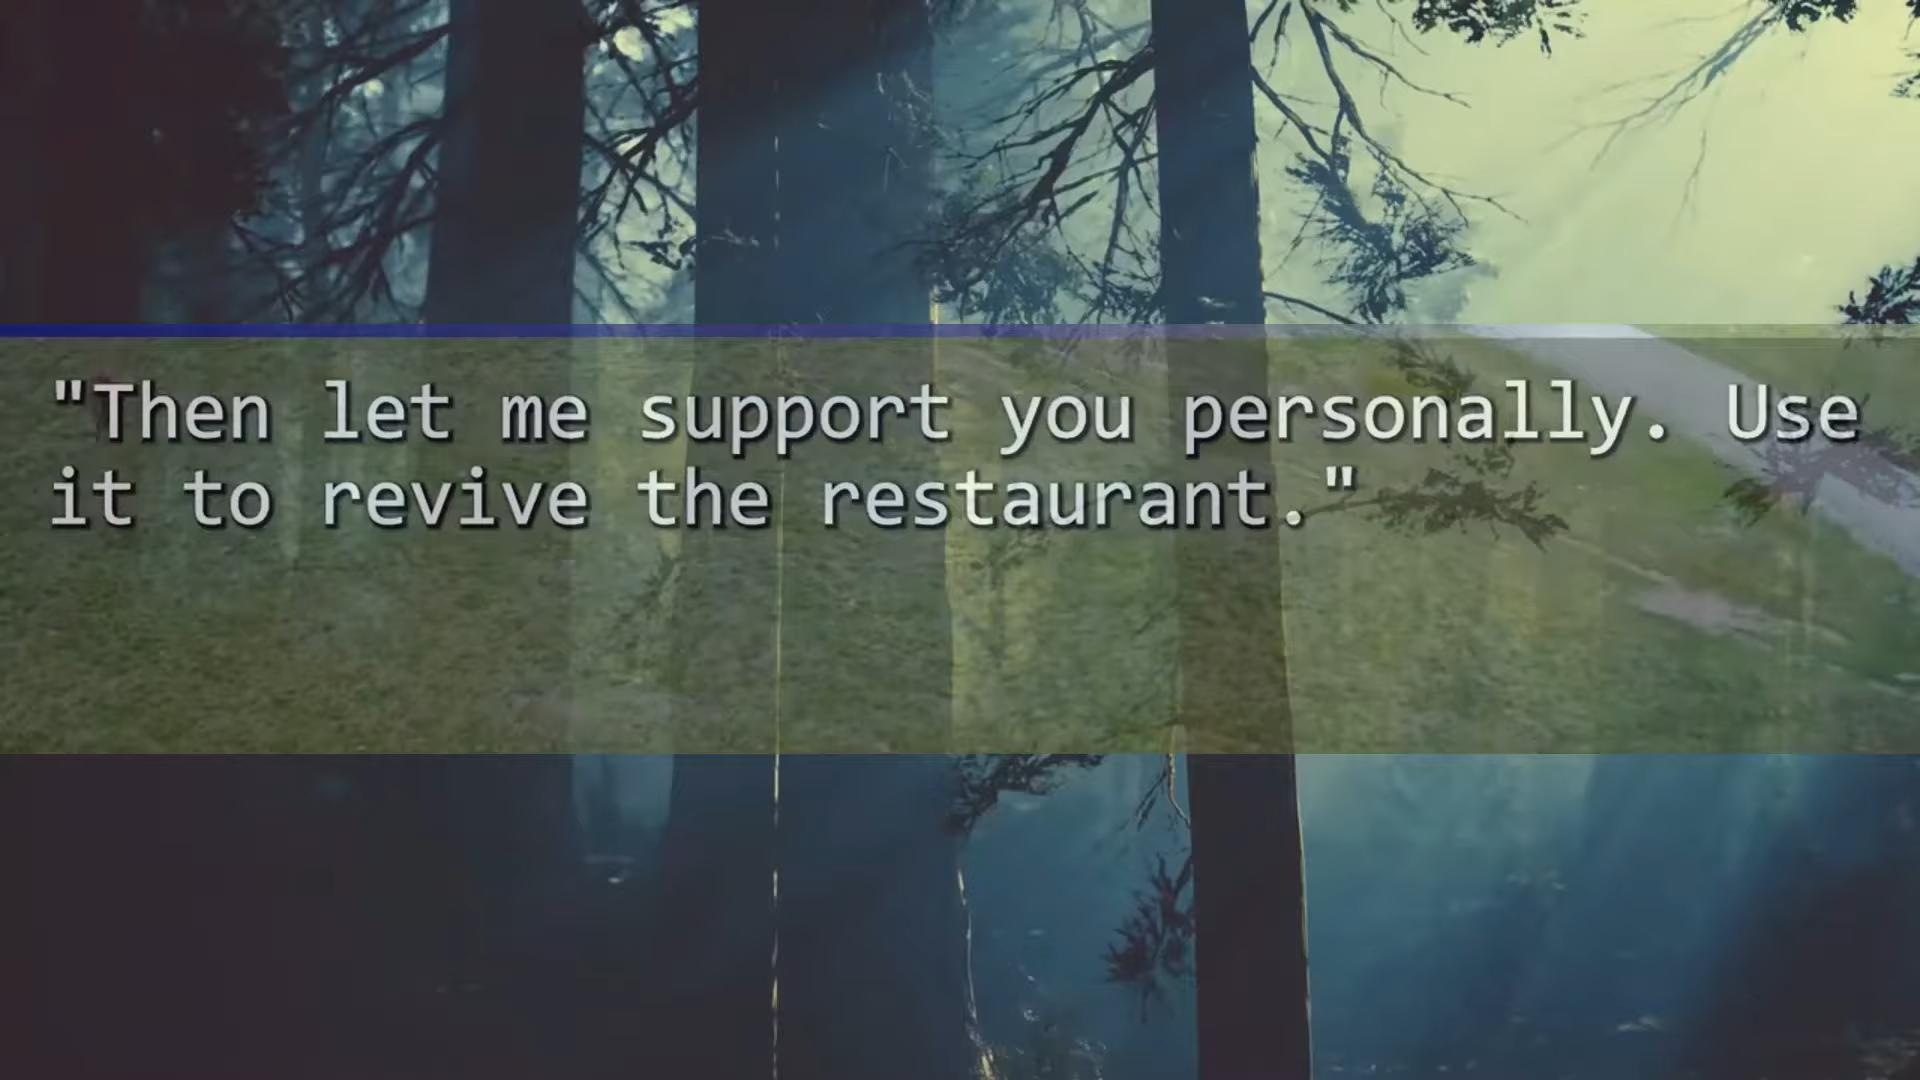 "Then let me support you personally. Use
it to revive the restaurant."